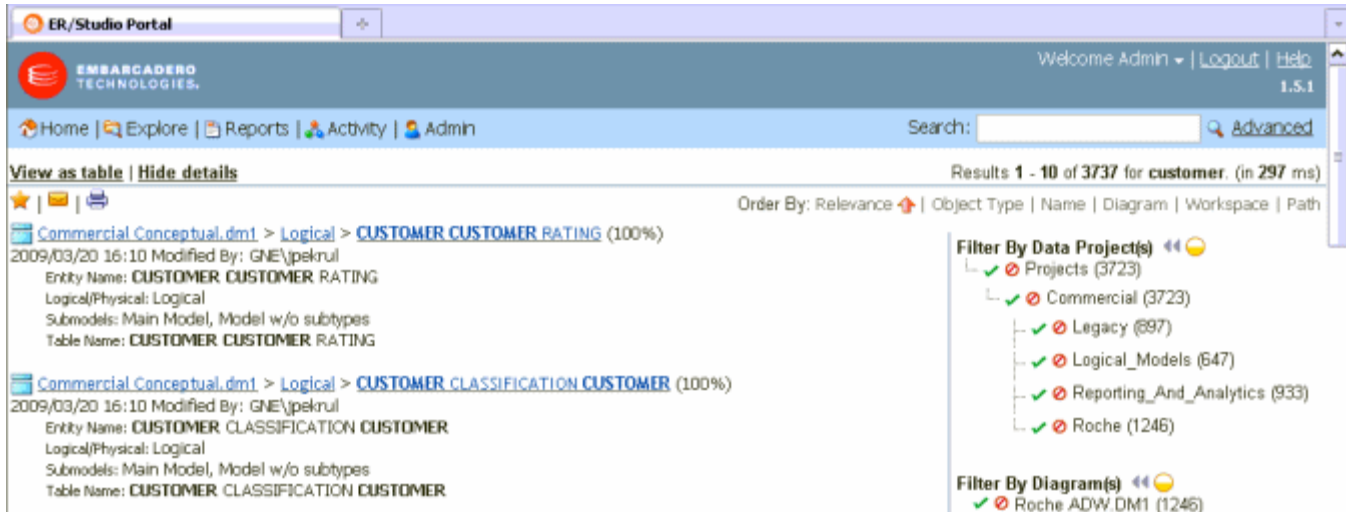 ER/Studio Portal
EMBARCADERO
TECHNOLOGIES.
Welcome Admin | Logout | Help
1.5.1
Home | Explore | Reports | Activity | Admin
Search: Advanced
View as table | Hide details
Results 1 - 10 of 3737 for customer. (in 297 ms)
Order By: Relevance | Object Type | Name | Diagram | Workspace | Path
Commercial Conceptual.dm1 > Logical > CUSTOMER CUSTOMER RATING (100%)
2009/03/20 16:10 Modified By: GNE\jpekrul
Entity Name: CUSTOMER CUSTOMER RATING
Logical/Physical: Logical
Submodels: Main Model, Model w/o subtypes
Table Name: CUSTOMER CUSTOMER RATING
Commercial Conceptual.dm1 > Logical > CUSTOMER CLASSIFICATION CUSTOMER (100%)
2009/03/20 16:10 Modified By: GNE\jpekrul
Entity Name: CUSTOMER CLASSIFICATION CUSTOMER
Logical/Physical: Logical
Submodels: Main Model, Model w/o subtypes
Table Name: CUSTOMER CLASSIFICATION CUSTOMER
Filter By Data Project(s)
Projects (3723)
Commercial (3723)
Legacy (897)
Logical_Models (647)
Reporting_And_Analytics (933)
Roche (1246)
Filter By Diagram(s)
Roche ADW.DM1 (1246)